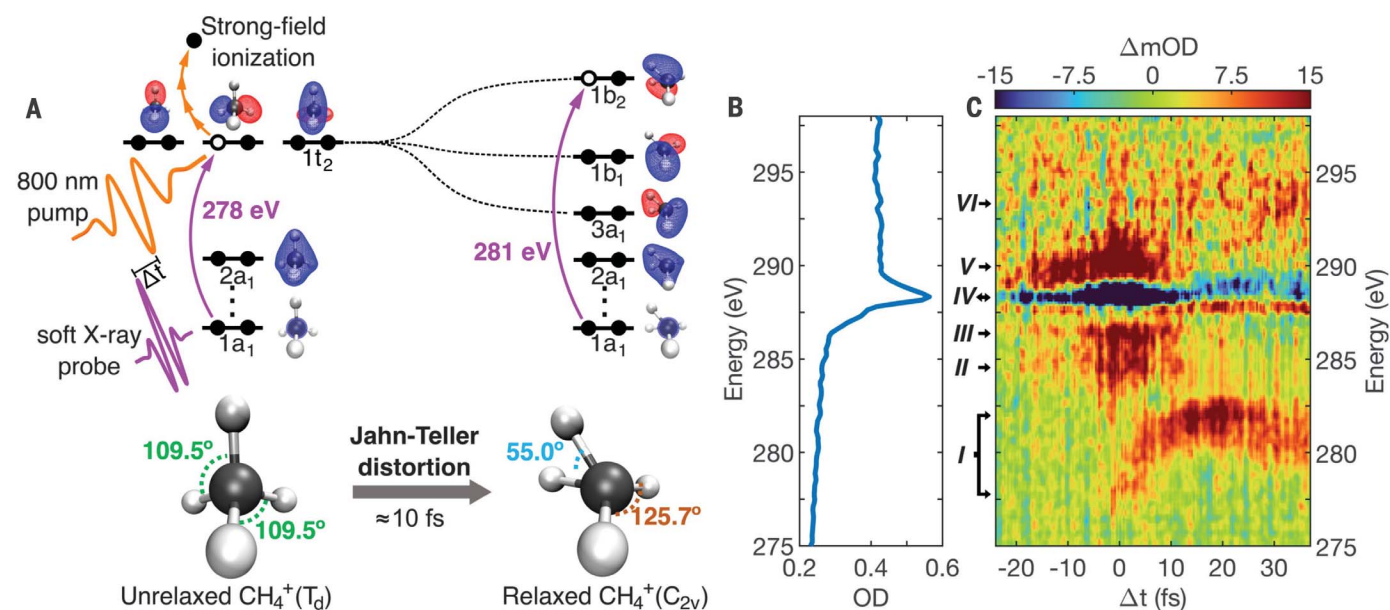 A
Strong-field
ionization
800 nm
pump
Δt
soft X-ray
probe
278 eV
1t₂
2a₁
1a₁
281 eV
1b₂
1b₁
3a₁
2a₁
1a₁
109.5°
109.5°
Jahn-Teller
distortion
≈10 fs
55.0°
125.7°
Unrelaxed CH₄⁺(T_d)
Relaxed CH₄⁺(C₂ᵥ)
B
Energy (eV)
295
290
285
280
275
0.2 0.4 0.6
OD
C
ΔmOD
-15 -7.5 0 7.5 15
VI
V
IV
III
II
I
295
290
285
280
275
Energy (eV)
-20 -10 0 10 20 30
Δt (fs)